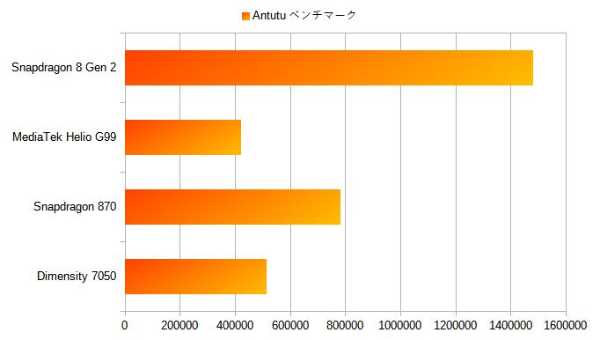 Antutu ベンチマーク
Snapdragon 8 Gen 2
MediaTek Helio G99
Snapdragon 870
Dimensity 7050
0 200000 400000 600000 800000 1000000 1200000 1400000 1600000